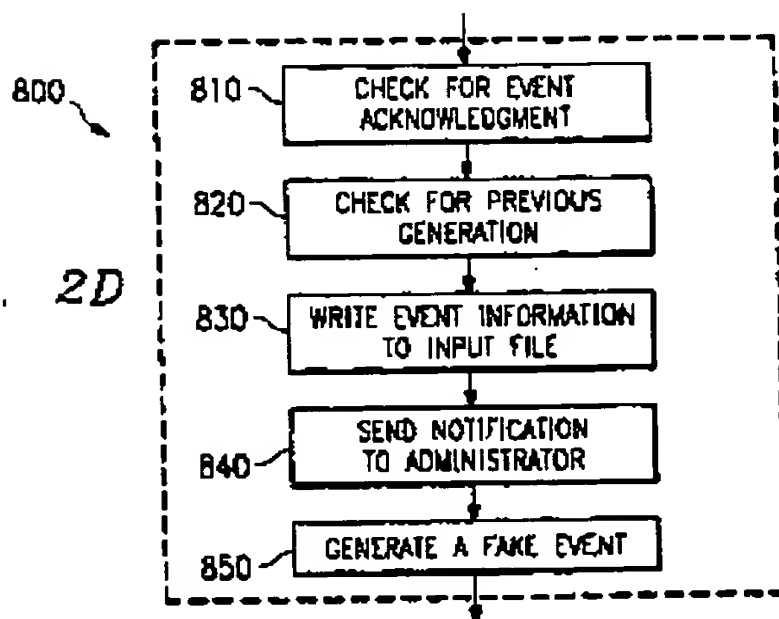 800
810
CHECK FOR EVENT
ACKNOWLEDGMENT
820
CHECK FOR PREVIOUS
GENERATION
2D
830
WRITE EVENT INFORMATION
TO INPUT FILE
840
SEND NOTIFICATION
TO ADMINISTRATOR
850
GENERATE A FAKE EVENT